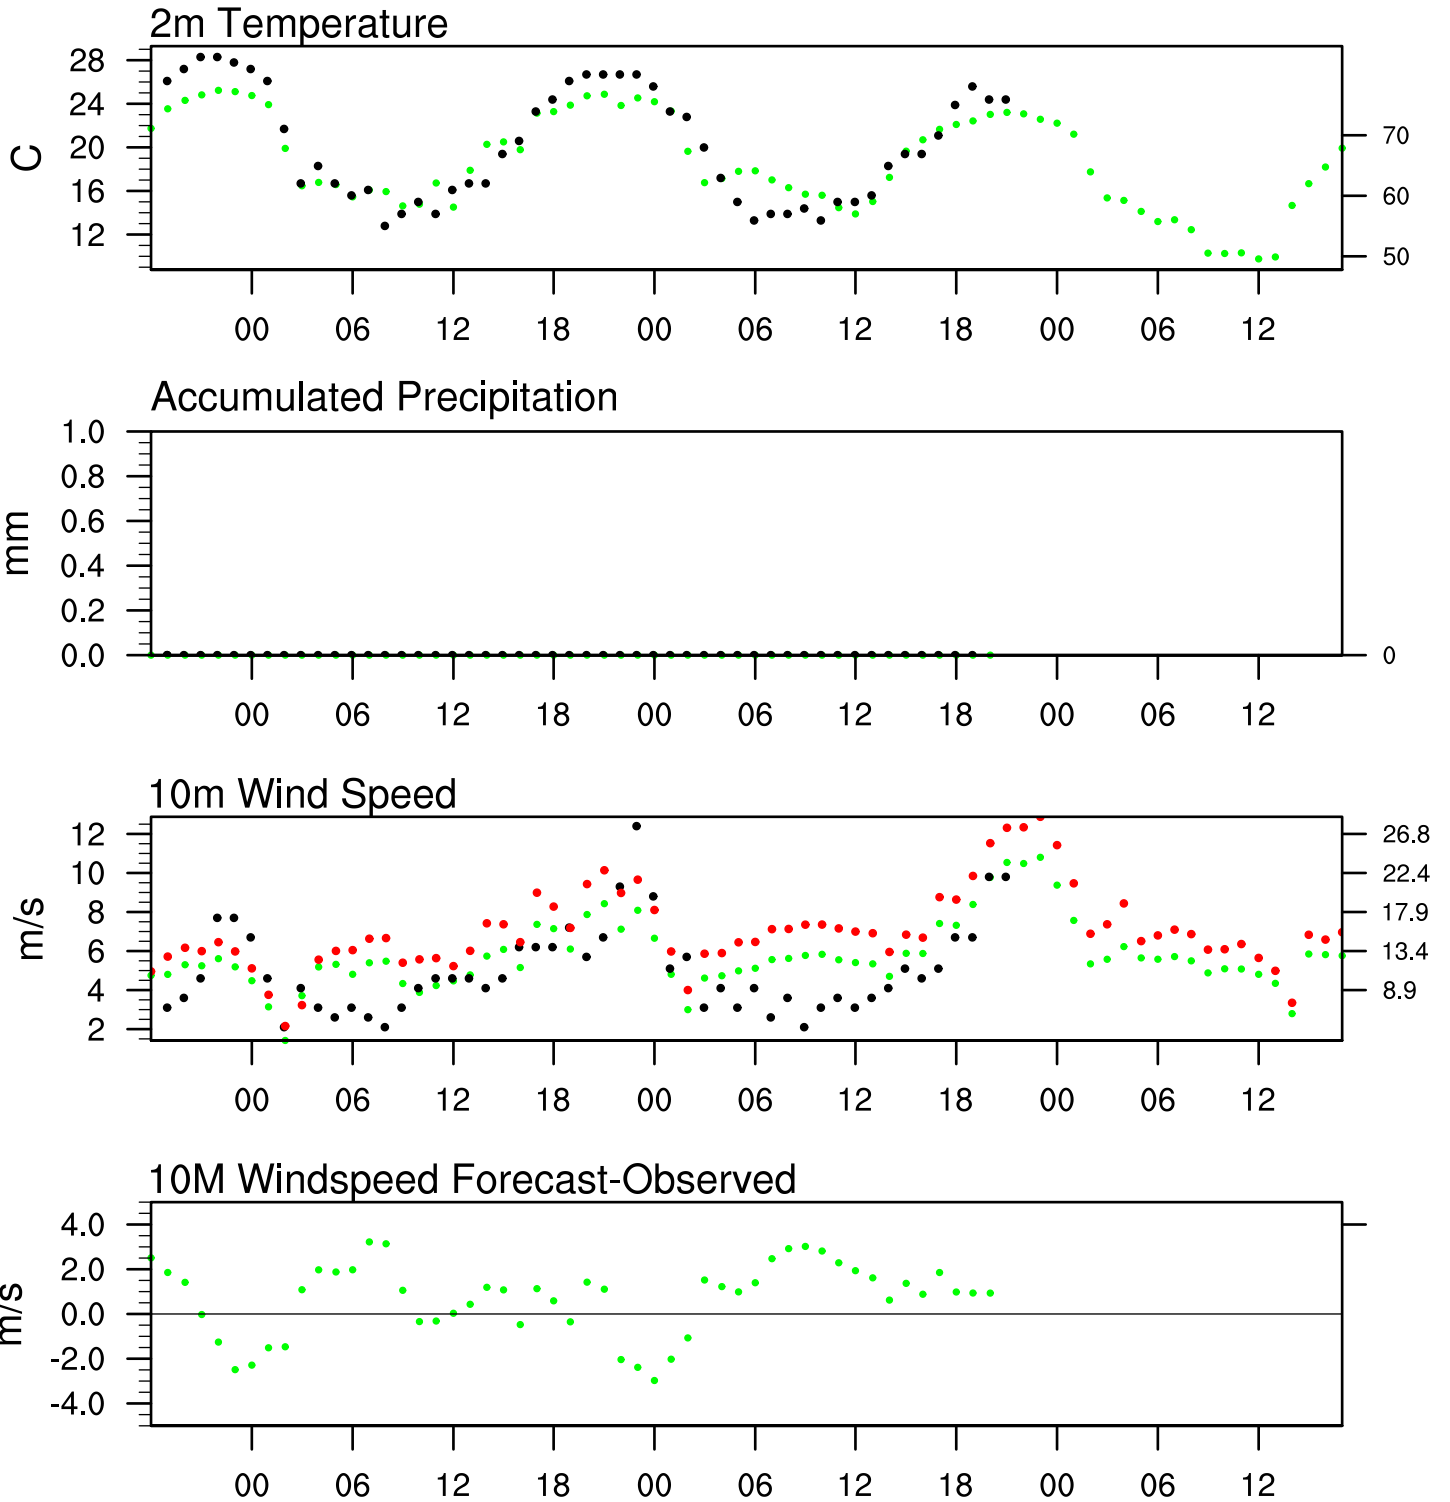 2m Temperature
28
24
20
16
12
C
70
60
50
00 06 12 18 00 06 12 18 00 06 12
Accumulated Precipitation
1.0
0.8
0.6
0.4
0.2
0.0
mm
0
00 06 12 18 00 06 12 18 00 06 12
10m Wind Speed
12
10
8
6
4
2
m/s
26.8
22.4
17.9
13.4
8.9
00 06 12 18 00 06 12 18 00 06 12
10M Windspeed Forecast-Observed
4.0
2.0
0.0
-2.0
-4.0
m/s
00 06 12 18 00 06 12 18 00 06 12